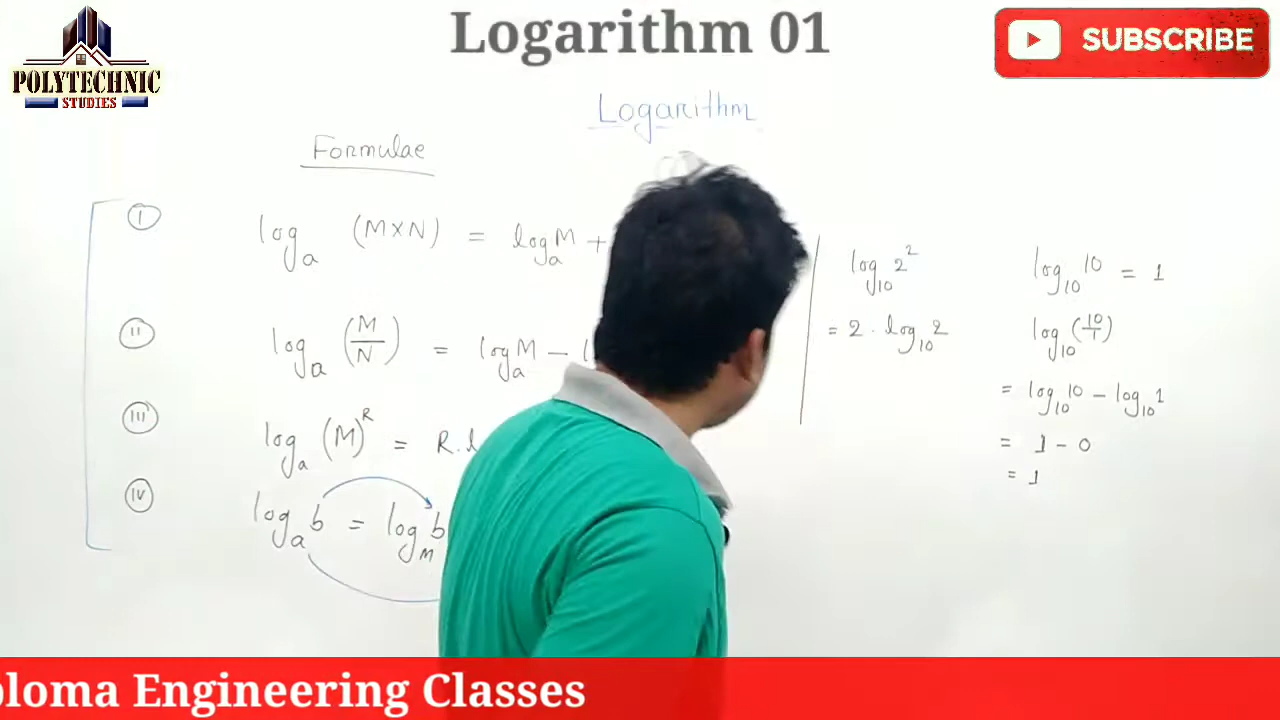 Logarithm 01
SUBSCRIBE
POLYTECHNIC
STUDIES
Logarithm
Formulae
I log_a (M×N) = log_a M +
II log_a (M/N) = log_a M −
III log_a (M)^R = R.
IV log_a b = log_m b
log_10 2^2
= 2 . log_10 2
log_10 10 = 1
log_10 (10/1)
= log_10 10 − log_10 1
= 1 − 0
= 1
ploma Engineering Classes